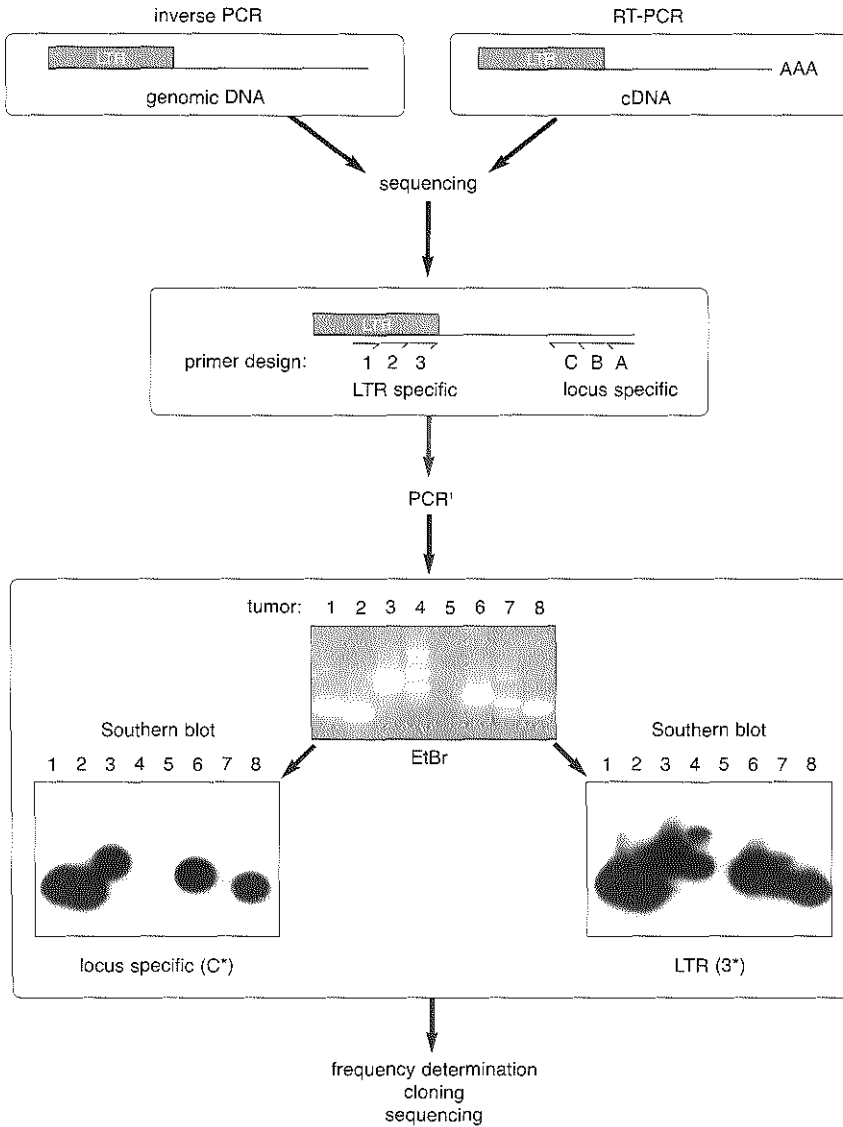 inverse PCR
RT-PCR
LTR
LTR
AAA
genomic DNA
cDNA
sequencing
LTR
primer design: 1 2 3 C B A
LTR specific locus specific
PCR¹
tumor: 1 2 3 4 5 6 7 8
EtBr
Southern blot
1 2 3 4 5 6 7 8
locus specific (C*)
Southern blot
1 2 3 4 5 6 7 8
LTR (3*)
frequency determination
cloning
sequencing